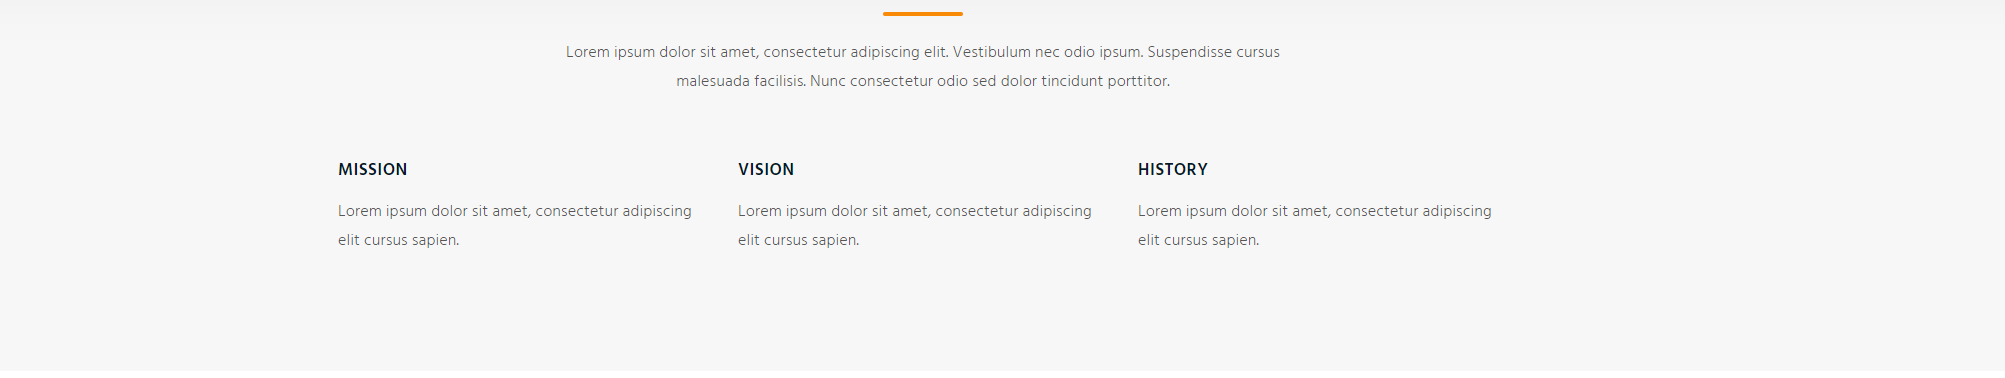 Lorem ipsum dolor sit amet, consectetur adipiscing elit. Vestibulum nec odio ipsum. Suspendisse cursus
malesuada facilisis. Nunc consectetur odio sed dolor tincidunt porttitor.
MISSION
Lorem ipsum dolor sit amet, consectetur adipiscing
elit cursus sapien.
VISION
Lorem ipsum dolor sit amet, consectetur adipiscing
elit cursus sapien.
HISTORY
Lorem ipsum dolor sit amet, consectetur adipiscing
elit cursus sapien.